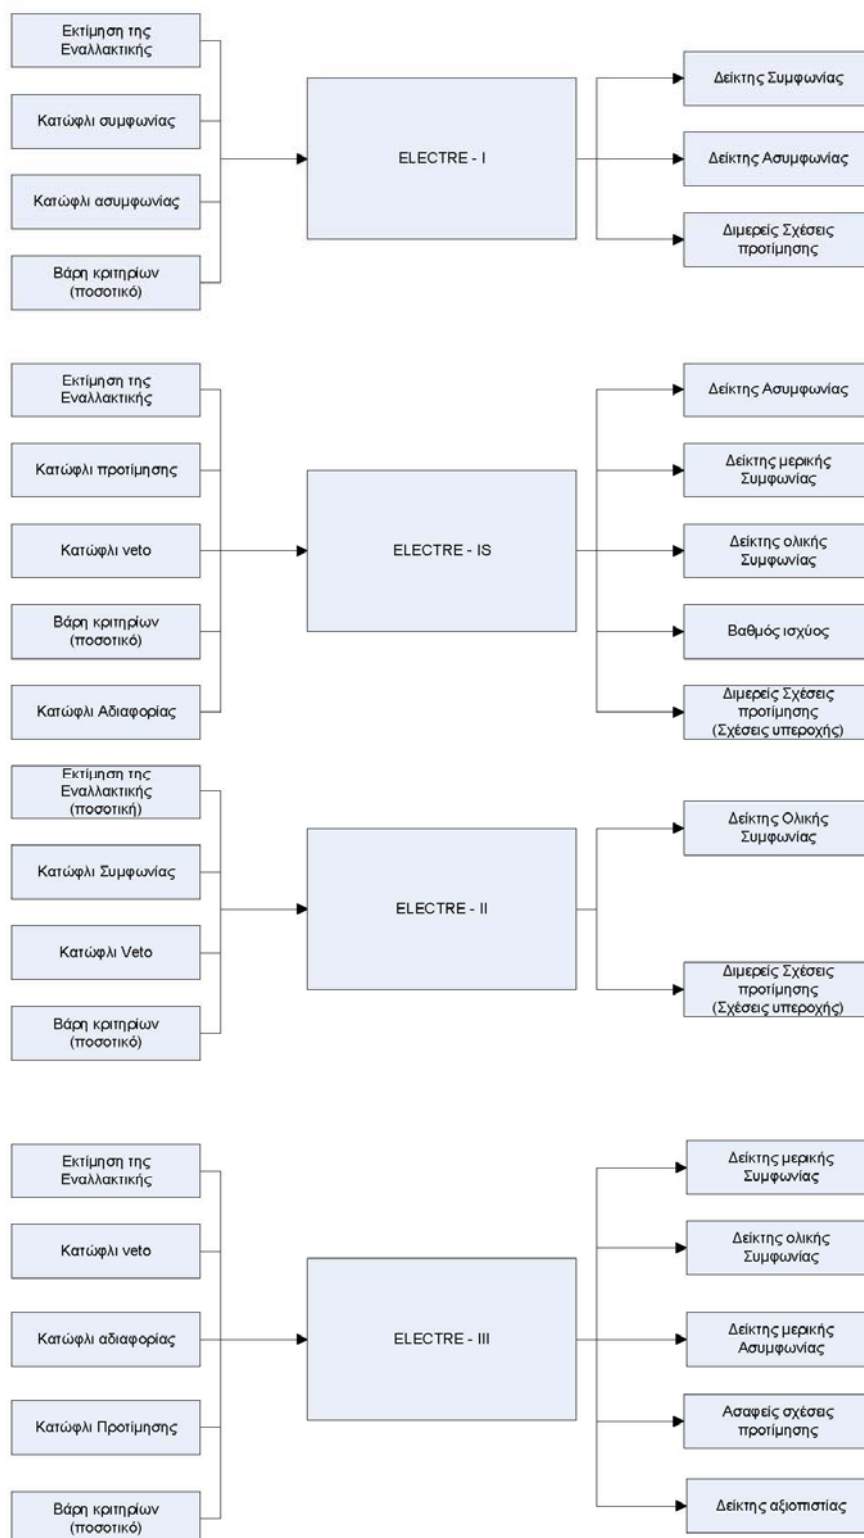 Εκτίμηση της
Εναλλακτικής
Κατώφλι συμφωνίας
Κατώφλι ασυμφωνίας
Βάρη κριτηρίων
(ποσοτικό)
ELECTRE - I
Δείκτης Συμφωνίας
Δείκτης Ασυμφωνίας
Διμερείς Σχέσεις
προτίμησης
Εκτίμηση της
Εναλλακτικής
Κατώφλι προτίμησης
Κατώφλι veto
Βάρη κριτηρίων
(ποσοτικό)
Κατώφλι Αδιαφορίας
ELECTRE - IS
Δείκτης Ασυμφωνίας
Δείκτης μερικής
Συμφωνίας
Δείκτης ολικής
Συμφωνίας
Βαθμός ισχύος
Διμερείς Σχέσεις
προτίμησης
(Σχέσεις υπεροχής)
Εκτίμηση της
Εναλλακτικής
(ποσοτική)
Κατώφλι Συμφωνίας
Κατώφλι Veto
Βάρη κριτηρίων
(ποσοτικό)
ELECTRE - II
Δείκτης Ολικής
Συμφωνίας
Διμερείς Σχέσεις
προτίμησης
(Σχέσεις υπεροχής)
Εκτίμηση της
Εναλλακτικής
Κατώφλι veto
Κατώφλι αδιαφορίας
Κατώφλι Προτίμησης
Βάρη κριτηρίων
(ποσοτικό)
ELECTRE - III
Δείκτης μερικής
Συμφωνίας
Δείκτης ολικής
Συμφωνίας
Δείκτης μερικής
Ασυμφωνίας
Ασαφείς σχέσεις
προτίμησης
Δείκτης αξιοπιστίας